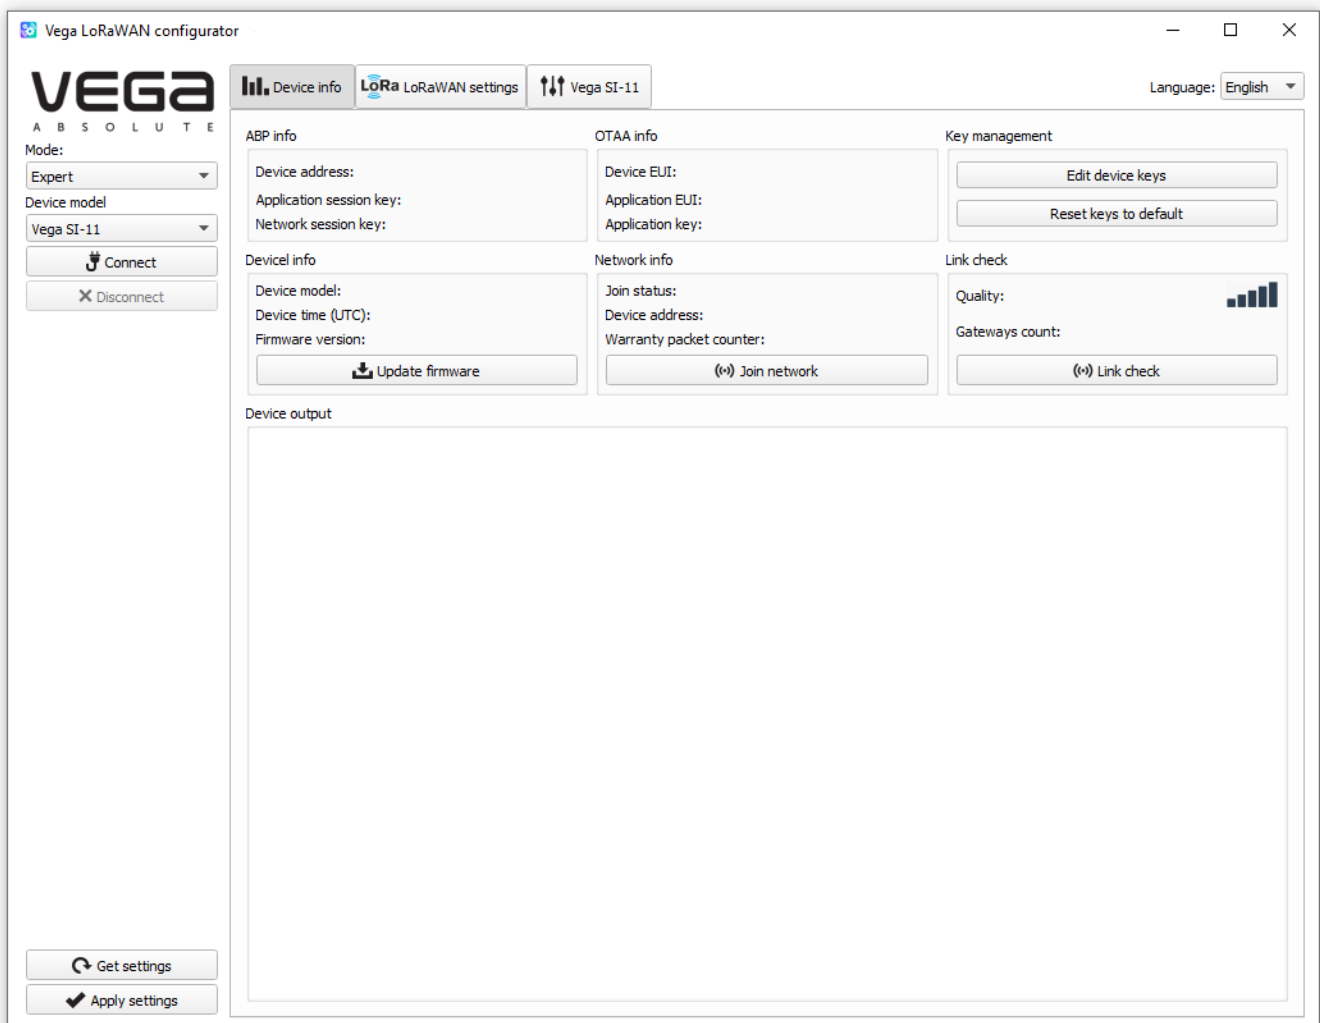 Vega LoRaWAN configurator
VEGA
ABSOLUTE
Mode:
Expert
Device model
Vega SI-11
Connect
Disconnect
Get settings
Apply settings
Device info
LoRa LoRaWAN settings
Vega SI-11
Language: English
ABP info
Device address:
Application session key:
Network session key:
OTAA info
Device EUI:
Application EUI:
Application key:
Key management
Edit device keys
Reset keys to default
Devicel info
Device model:
Device time (UTC):
Firmware version:
Update firmware
Network info
Join status:
Device address:
Warranty packet counter:
Join network
Link check
Quality:
Gateways count:
Link check
Device output